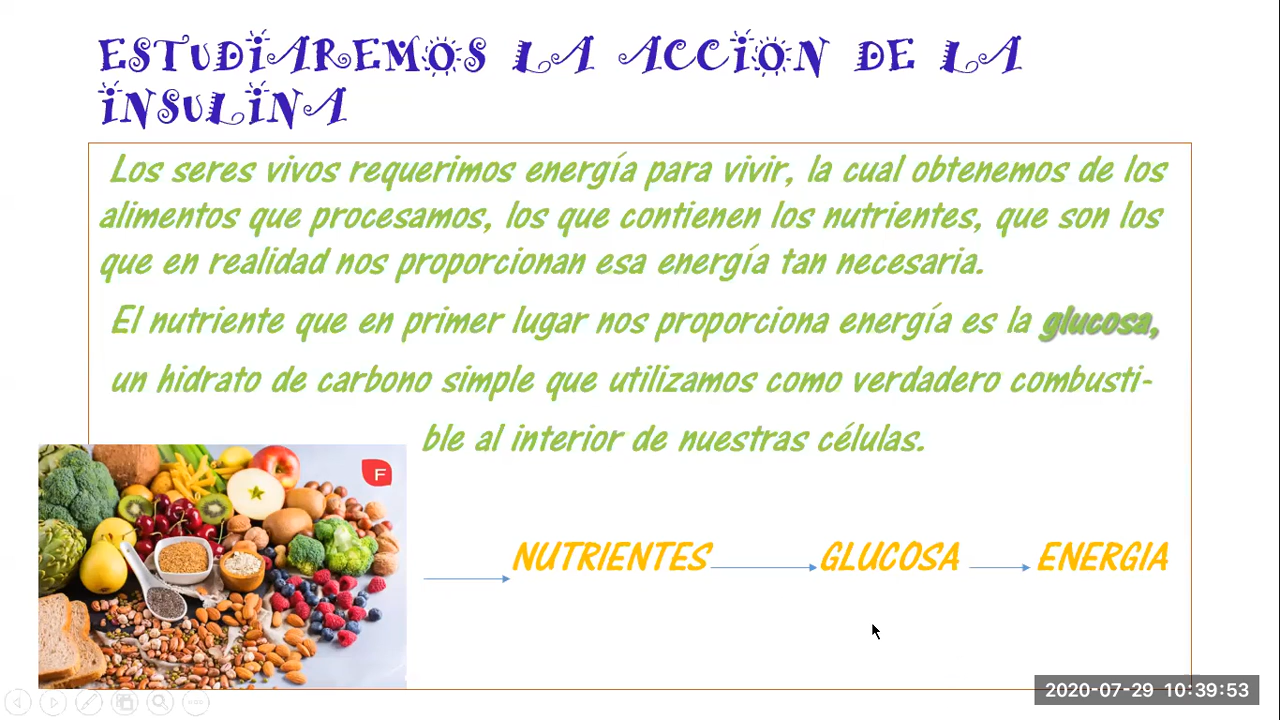 ESTUDIAREMOS LA ACCION DE LA
INSULINA
Los seres vivos requerimos energía para vivir, la cual obtenemos de los
alimentos que procesamos, los que contienen los nutrientes, que son los
que en realidad nos proporcionan esa energía tan necesaria.
El nutriente que en primer lugar nos proporciona energía es la glucosa,
un hidrato de carbono simple que utilizamos como verdadero combusti-
ble al interior de nuestras células.
F
NUTRIENTES GLUCOSA ENERGIA
2020-07-29 10:39:53